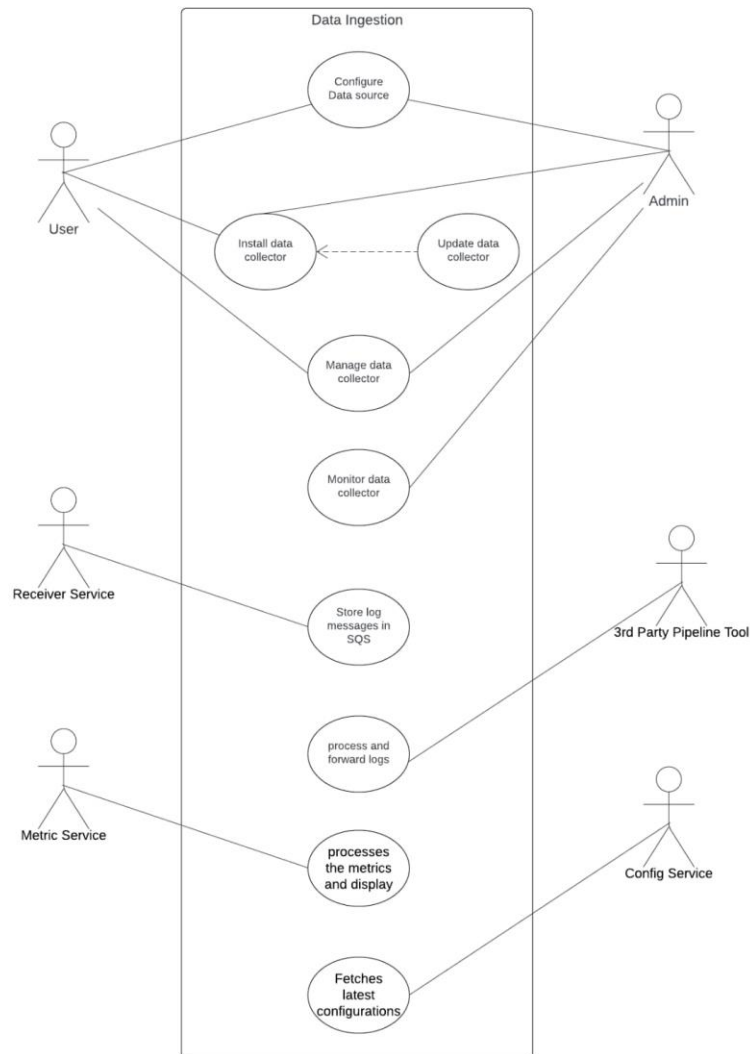 Data Ingestion
Configure
Data source
User
Admin
Install data
collector
Update data
collector
Manage data
collector
Monitor data
collector
Receiver Service
Store log
messages in
SQS
3rd Party Pipeline Tool
process and
forward logs
Metric Service
processes
the metrics
and display
Config Service
Fetches
latest
configurations